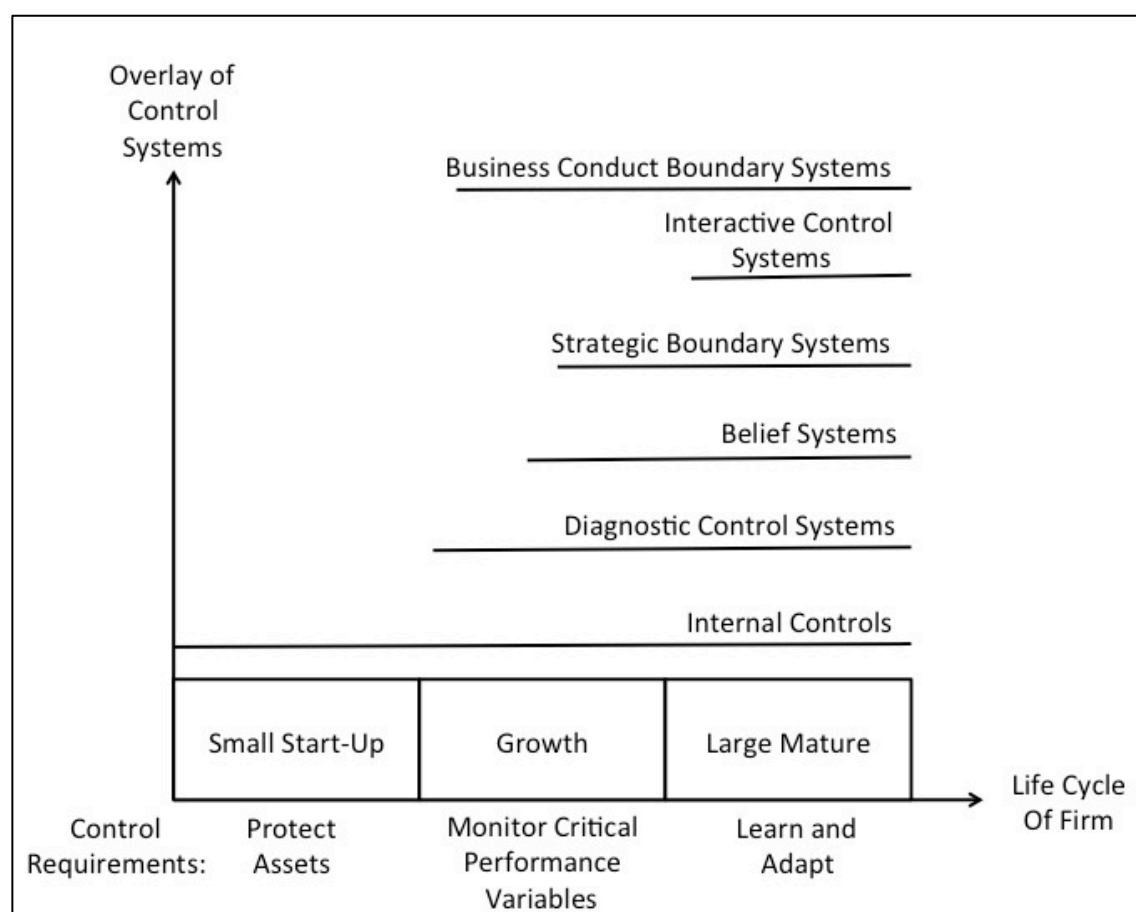 Overlay of
Control
Systems
Business Conduct Boundary Systems
Interactive Control
Systems
Strategic Boundary Systems
Belief Systems
Diagnostic Control Systems
Internal Controls
Small Start-Up
Growth
Large Mature
Life Cycle
Of Firm
Control
Requirements:
Protect
Assets
Monitor Critical
Performance
Variables
Learn and
Adapt